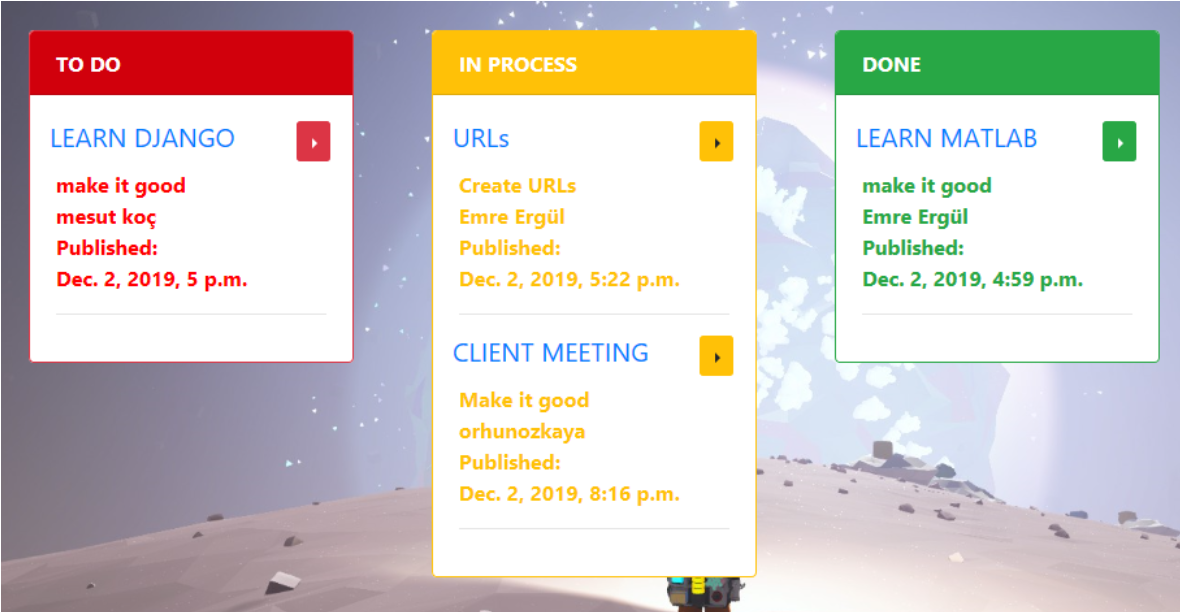 TO DO
LEARN DJANGO
make it good
mesut koç
Published:
Dec. 2, 2019, 5 p.m.
IN PROCESS
URLs
Create URLs
Emre Ergül
Published:
Dec. 2, 2019, 5:22 p.m.
CLIENT MEETING
Make it good
orhunozkaya
Published:
Dec. 2, 2019, 8:16 p.m.
DONE
LEARN MATLAB
make it good
Emre Ergül
Published:
Dec. 2, 2019, 4:59 p.m.